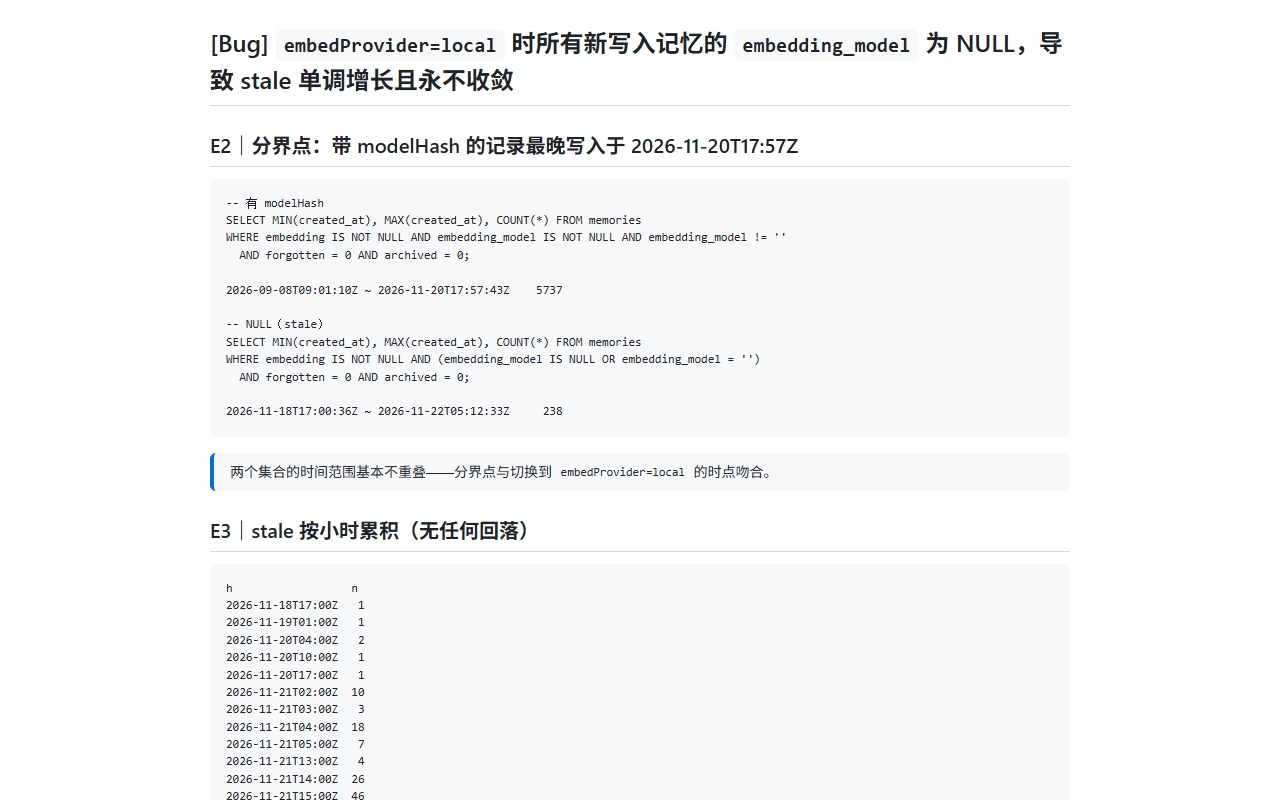 [Bug] embedProvider=local 时所有新写入记忆的 embedding_model 为 NULL，导
致 stale 单调增长且永不收敛
E2｜分界点：带 modelHash 的记录最晚写入于 2026-11-20T17:57Z
-- 有 modelHash
SELECT MIN(created_at), MAX(created_at), COUNT(*) FROM memories
WHERE embedding IS NOT NULL AND embedding_model IS NOT NULL AND embedding_model != ''
  AND forgotten = 0 AND archived = 0;
2026-09-08T09:01:10Z ~ 2026-11-20T17:57:43Z    5737
-- NULL（stale）
SELECT MIN(created_at), MAX(created_at), COUNT(*) FROM memories
WHERE embedding IS NOT NULL AND (embedding_model IS NULL OR embedding_model = '')
  AND forgotten = 0 AND archived = 0;
2026-11-18T17:00:36Z ~ 2026-11-22T05:12:33Z     238
两个集合的时间范围基本不重叠——分界点与切换到 embedProvider=local 的时点吻合。
E3｜stale 按小时累积（无任何回落）
h                  n
2026-11-18T17:00Z   1
2026-11-19T01:00Z   1
2026-11-20T04:00Z   2
2026-11-20T10:00Z   1
2026-11-20T17:00Z   1
2026-11-21T02:00Z  10
2026-11-21T03:00Z   3
2026-11-21T04:00Z  18
2026-11-21T05:00Z   7
2026-11-21T13:00Z   4
2026-11-21T14:00Z  26
2026-11-21T15:00Z  46